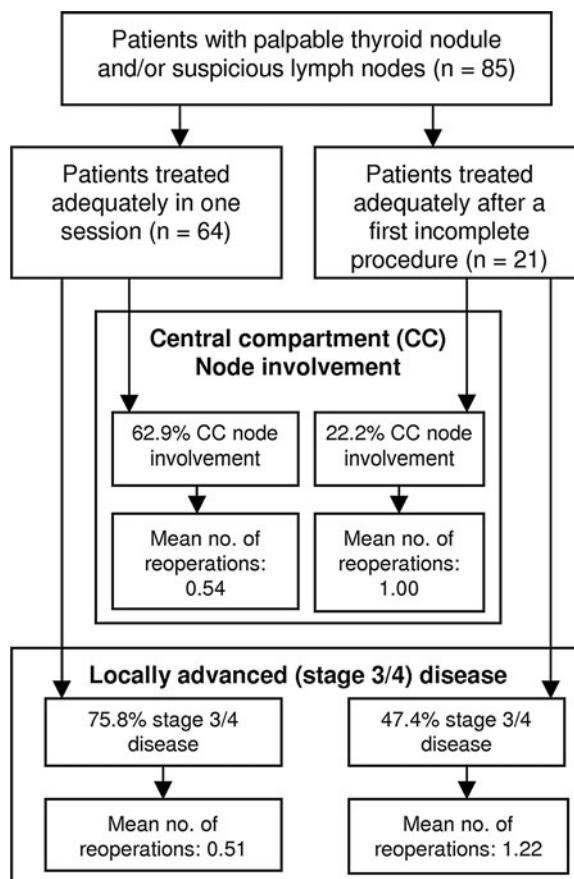 Patients with palpable thyroid nodule
and/or suspicious lymph nodes (n = 85)
Patients treated
adequately in one
session (n = 64)
Patients treated
adequately after a
first incomplete
procedure (n = 21)
Central compartment (CC)
Node involvement
62.9% CC node
involvement
22.2% CC node
involvement
Mean no. of
reoperations:
0.54
Mean no. of
reoperations:
1.00
Locally advanced (stage 3/4) disease
75.8% stage 3/4
disease
47.4% stage 3/4
disease
Mean no. of
reoperations: 0.51
Mean no. of
reoperations: 1.22